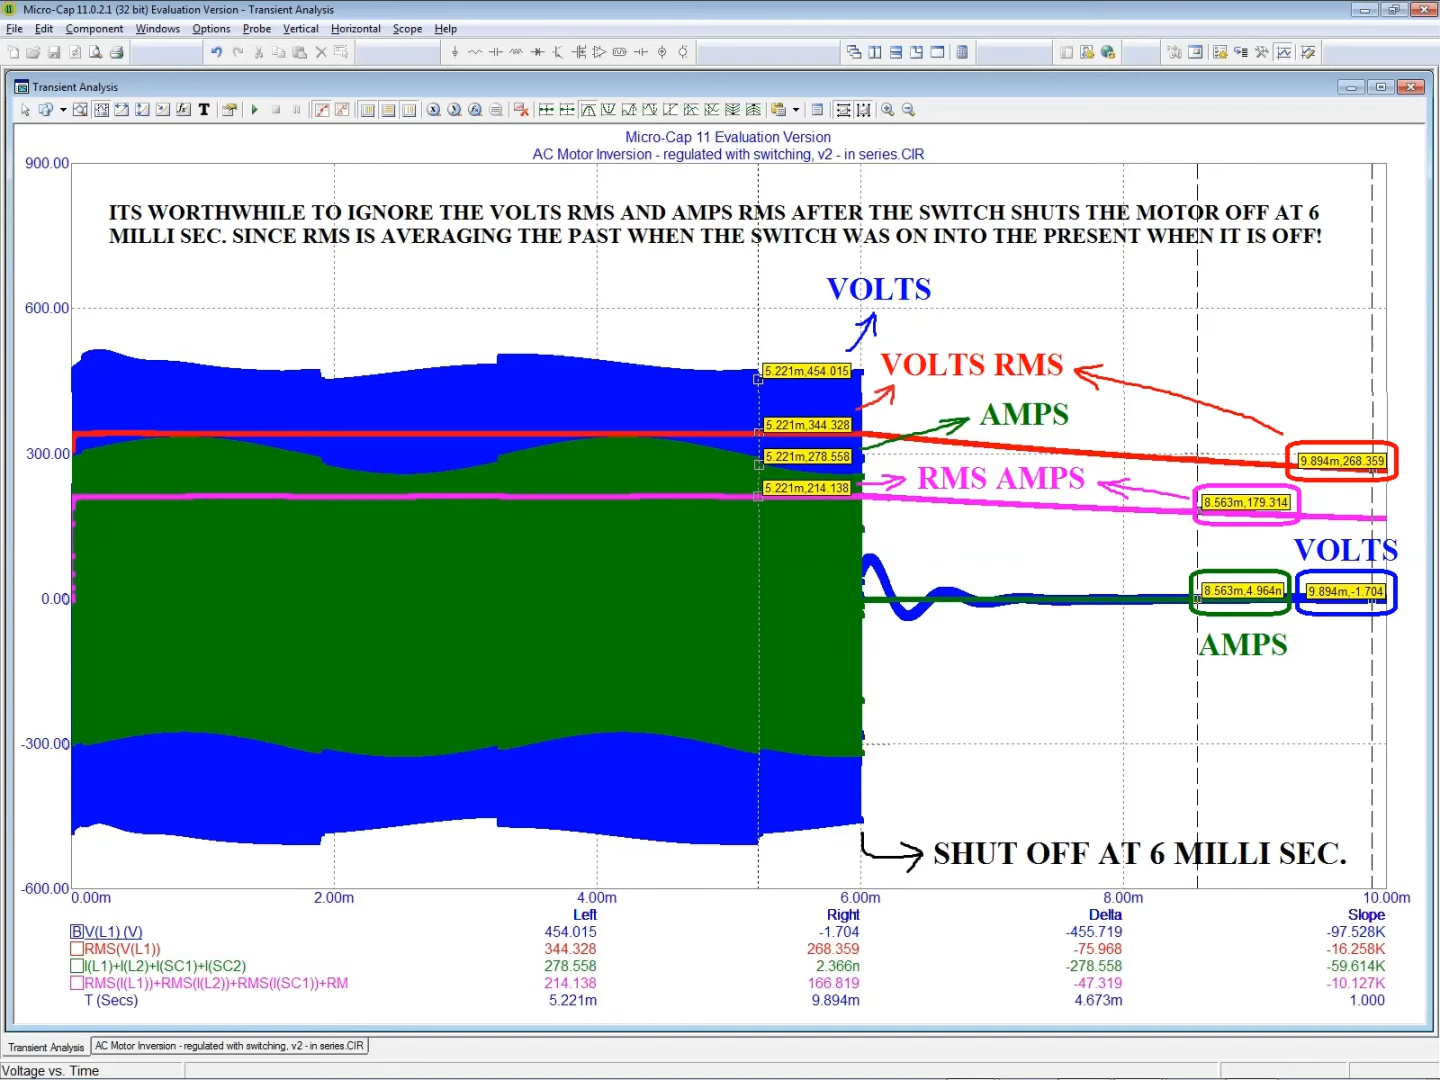 Micro-Cap 11.0.2.1 (32 bit) Evaluation Version - Transient Analysis
File Edit Component Windows Options Probe Vertical Horizontal Scope Help
Transient Analysis
Micro-Cap 11 Evaluation Version
AC Motor Inversion - regulated with switching, v2 - in series.CIR
900.00
ITS WORTHWHILE TO IGNORE THE VOLTS RMS AND AMPS RMS AFTER THE SWITCH SHUTS THE MOTOR OFF AT 6
MILLI SEC. SINCE RMS IS AVERAGING THE PAST WHEN THE SWITCH WAS ON INTO THE PRESENT WHEN IT IS OFF!
VOLTS
600.00
5.221m,454.015
VOLTS RMS
AMPS
5.221m,344.328
300.00
5.221m,278.558
9.894m,268.359
RMS AMPS
5.221m,214.138
8.563m,179.314
VOLTS
0.00
8.563m,4.964n
9.894m,-1.704
AMPS
-300.00
SHUT OFF AT 6 MILLI SEC.
-600.00
0.00m 2.00m 4.00m 6.00m 8.00m 10.00m
Left Right Delta Slope
B V(L1) (V) 454.015 -1.704 -455.719 -97.528K
RMS(V(L1)) 344.328 268.359 -75.968 -16.258K
I(L1)+I(L2)+I(SC1)+I(SC2) 278.558 2.366n -278.558 -59.614K
RMS(I(L1))+RMS(I(L2))+RMS(I(SC1))+RM 214.138 166.819 -47.319 -10.127K
T (Secs) 5.221m 9.894m 4.673m 1.000
Transient Analysis AC Motor Inversion - regulated with switching, v2 - in series.CIR
Voltage vs. Time